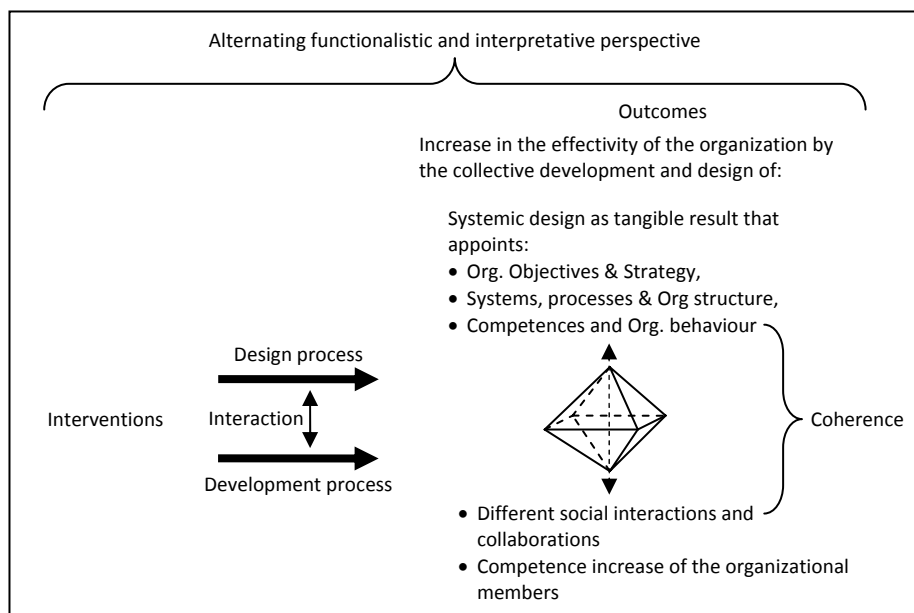 Alternating functionalistic and interpretative perspective
Outcomes
Increase in the effectivity of the organization by
the collective development and design of:
Systemic design as tangible result that
appoints:
• Org. Objectives & Strategy,
• Systems, processes & Org structure,
• Competences and Org. behaviour
Design process
Interventions
Interaction
Coherence
Development process
• Different social interactions and
collaborations
• Competence increase of the organizational
members